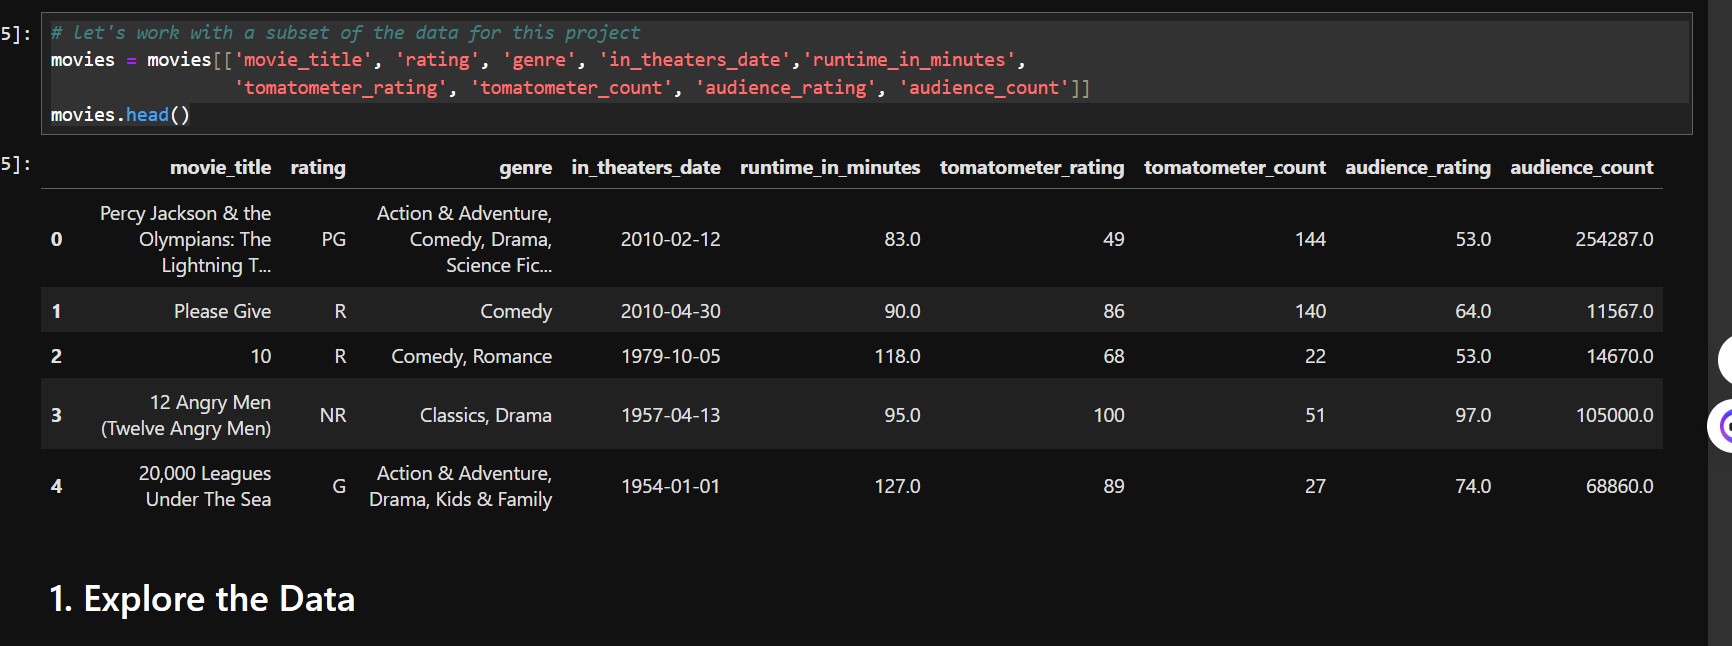 5]:
# let's work with a subset of the data for this project
movies = movies[['movie_title', 'rating', 'genre', 'in_theaters_date','runtime_in_minutes',
'tomatometer_rating', 'tomatometer_count', 'audience_rating', 'audience_count']]
movies.head()
5]:
movie_title rating genre in_theaters_date runtime_in_minutes tomatometer_rating tomatometer_count audience_rating audience_count
Percy Jackson & the Action & Adventure,
0 Olympians: The PG Comedy, Drama, 2010-02-12 83.0 49 144 53.0 254287.0
Lightning T... Science Fic...
1 Please Give R Comedy 2010-04-30 90.0 86 140 64.0 11567.0
2 10 R Comedy, Romance 1979-10-05 118.0 68 22 53.0 14670.0
12 Angry Men
3 (Twelve Angry Men) NR Classics, Drama 1957-04-13 95.0 100 51 97.0 105000.0
20,000 Leagues Action & Adventure,
4 Under The Sea G Drama, Kids & Family 1954-01-01 127.0 89 27 74.0 68860.0
1. Explore the Data